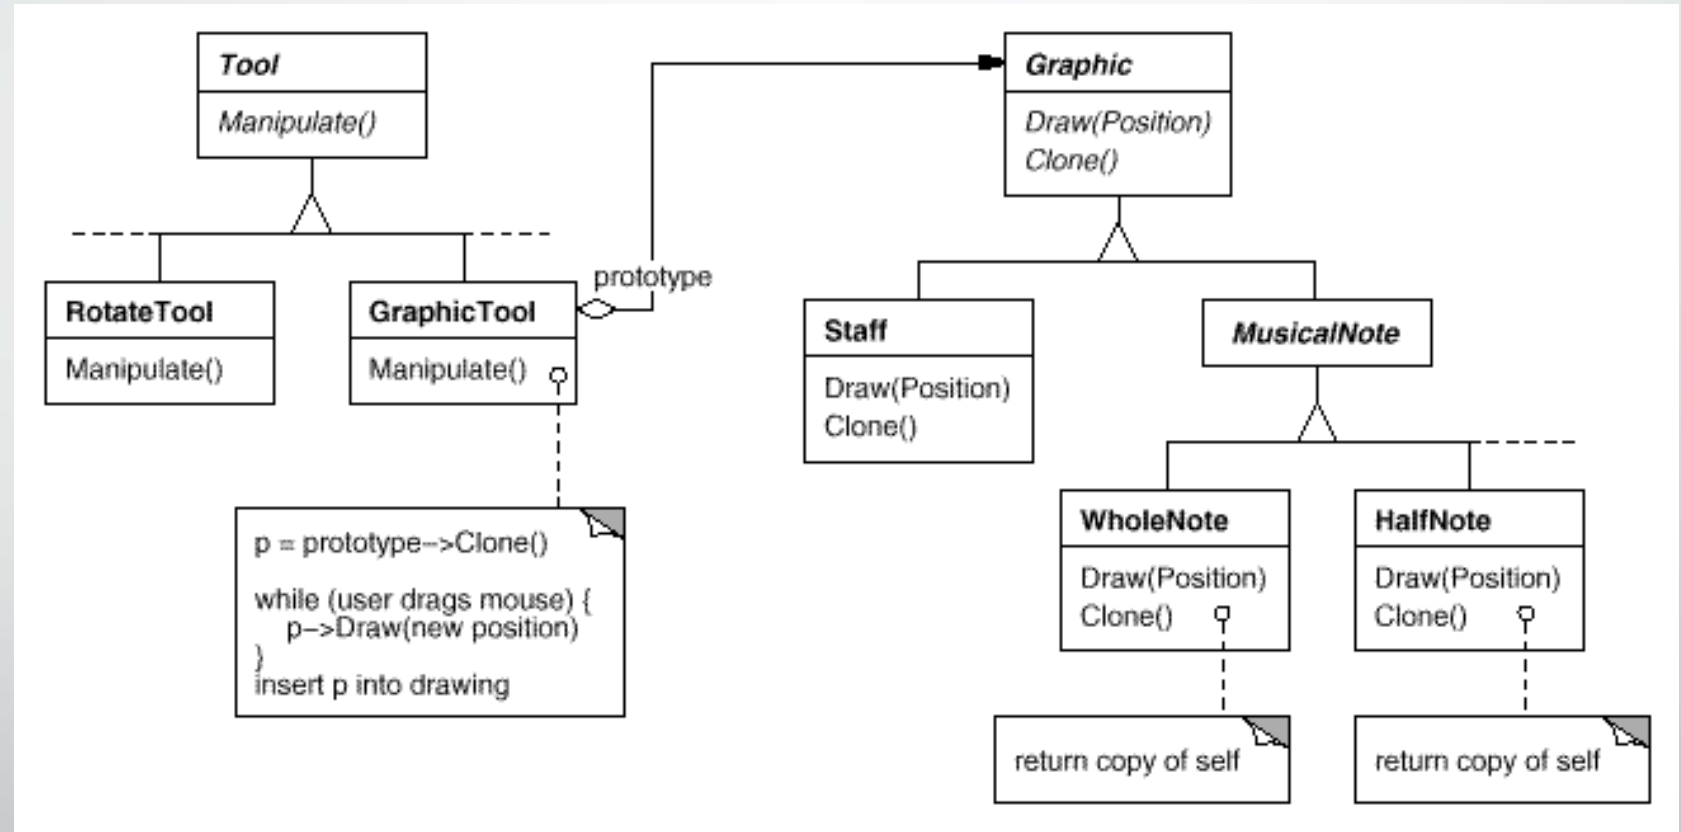 Tool
Manipulate()
Graphic
Draw(Position)
Clone()
prototype
RotateTool
Manipulate()
GraphicTool
Manipulate()
Staff
Draw(Position)
Clone()
MusicalNote
p = prototype–>Clone()
while (user drags mouse) {
p–>Draw(new position)
}
insert p into drawing
WholeNote
Draw(Position)
Clone()
HalfNote
Draw(Position)
Clone()
return copy of self
return copy of self